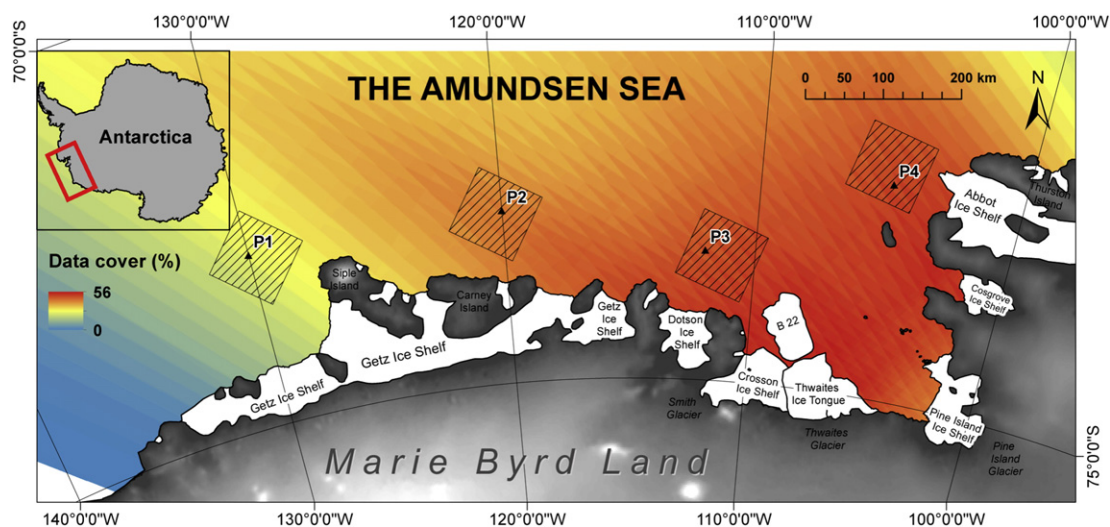 130°0'0"W
120°0'0"W
110°0'0"W
100°0'0"W
70°0'0"S
THE AMUNDSEN SEA
0 50 100 200 km
N
Antarctica
P1
P2
P3
P4
Data cover (%)
56
0
Siple
Island
Carney
Island
Getz Ice Shelf
Getz Ice Shelf
Getz
Ice
Shelf
Dotson
Ice
Shelf
B 22
Crosson
Ice Shelf
Thwaites
Ice Tongue
Abbot
Ice Shelf
Thurston
Island
Cosgrove
Ice Shelf
Pine Island
Ice Shelf
Smith
Glacier
Thwaites
Glacier
Pine
Island
Glacier
Marie Byrd Land
75°0'0"S
140°0'0"W
130°0'0"W
120°0'0"W
110°0'0"W
100°0'0"W